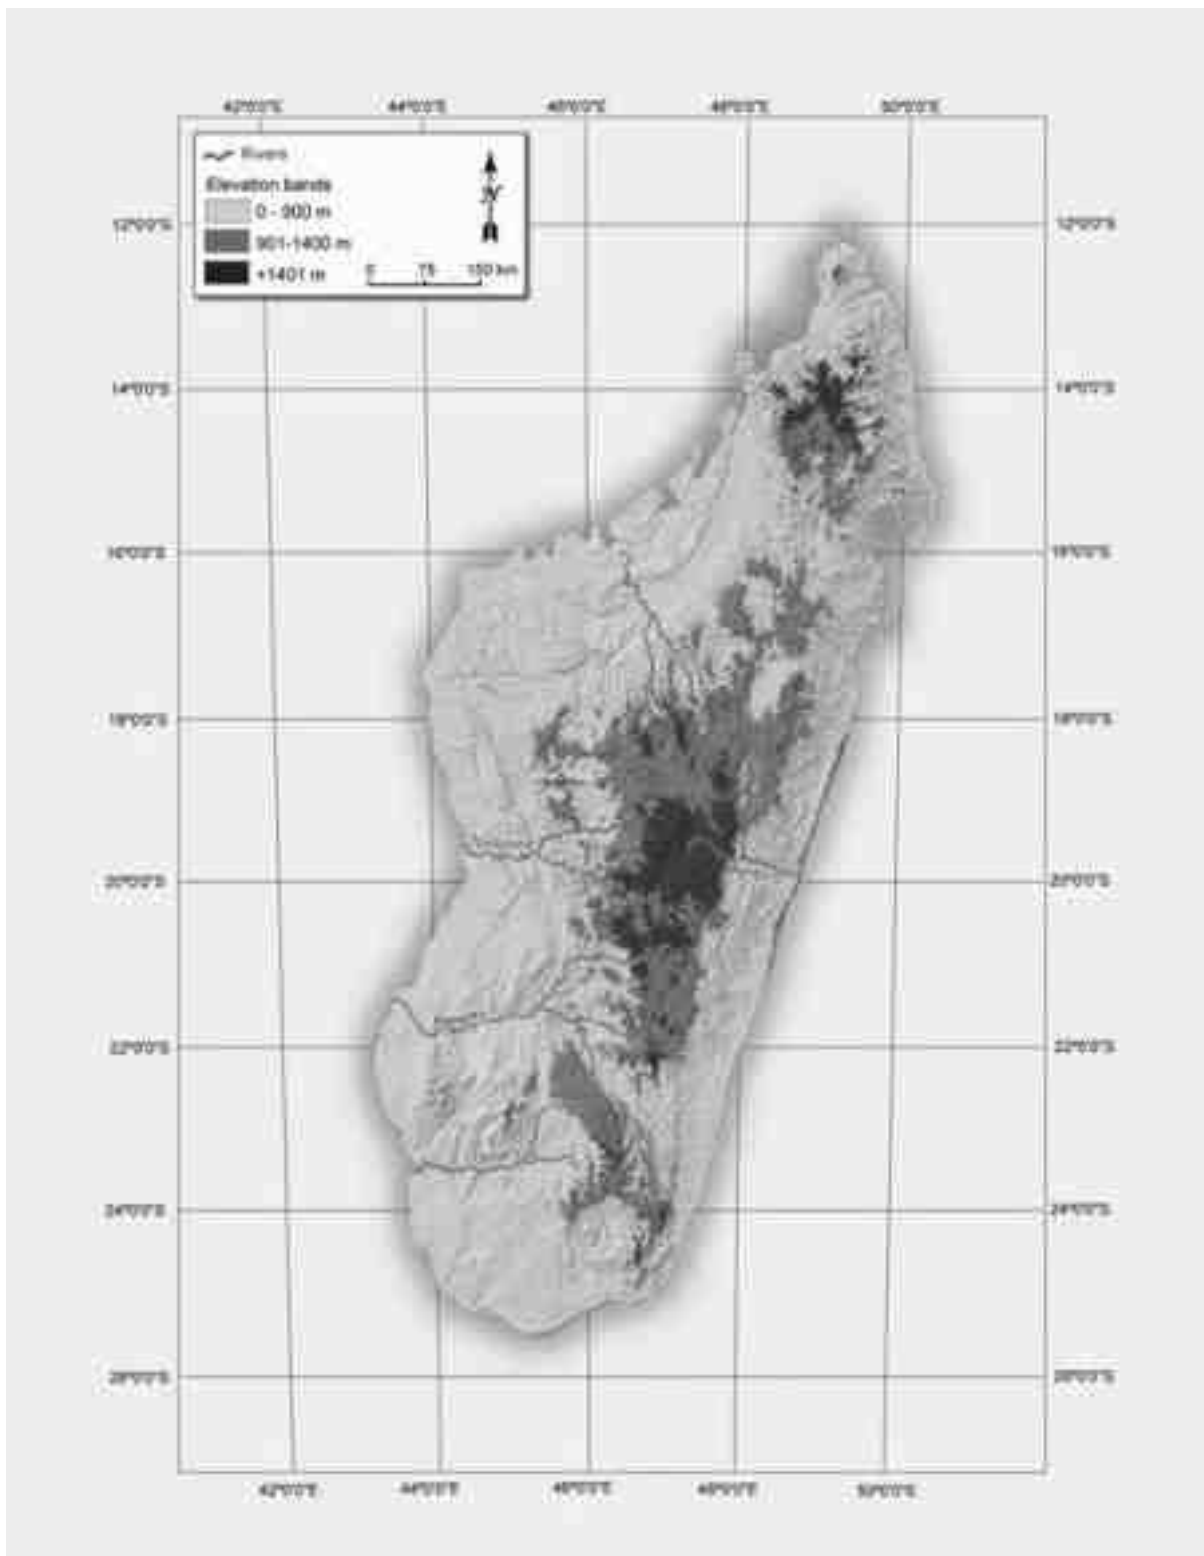 42°0'0"E 44°0'0"E 46°0'0"E 48°0'0"E 50°0'0"E
Rivers
Elevation bands
0 - 900 m
901-1400 m
+1401 m
N
0 75 150 km
12°0'0"S 12°0'0"S
14°0'0"S 14°0'0"S
16°0'0"S 16°0'0"S
18°0'0"S 18°0'0"S
20°0'0"S 20°0'0"S
22°0'0"S 22°0'0"S
24°0'0"S 24°0'0"S
26°0'0"S 26°0'0"S
42°0'0"E 44°0'0"E 46°0'0"E 48°0'0"E 50°0'0"E